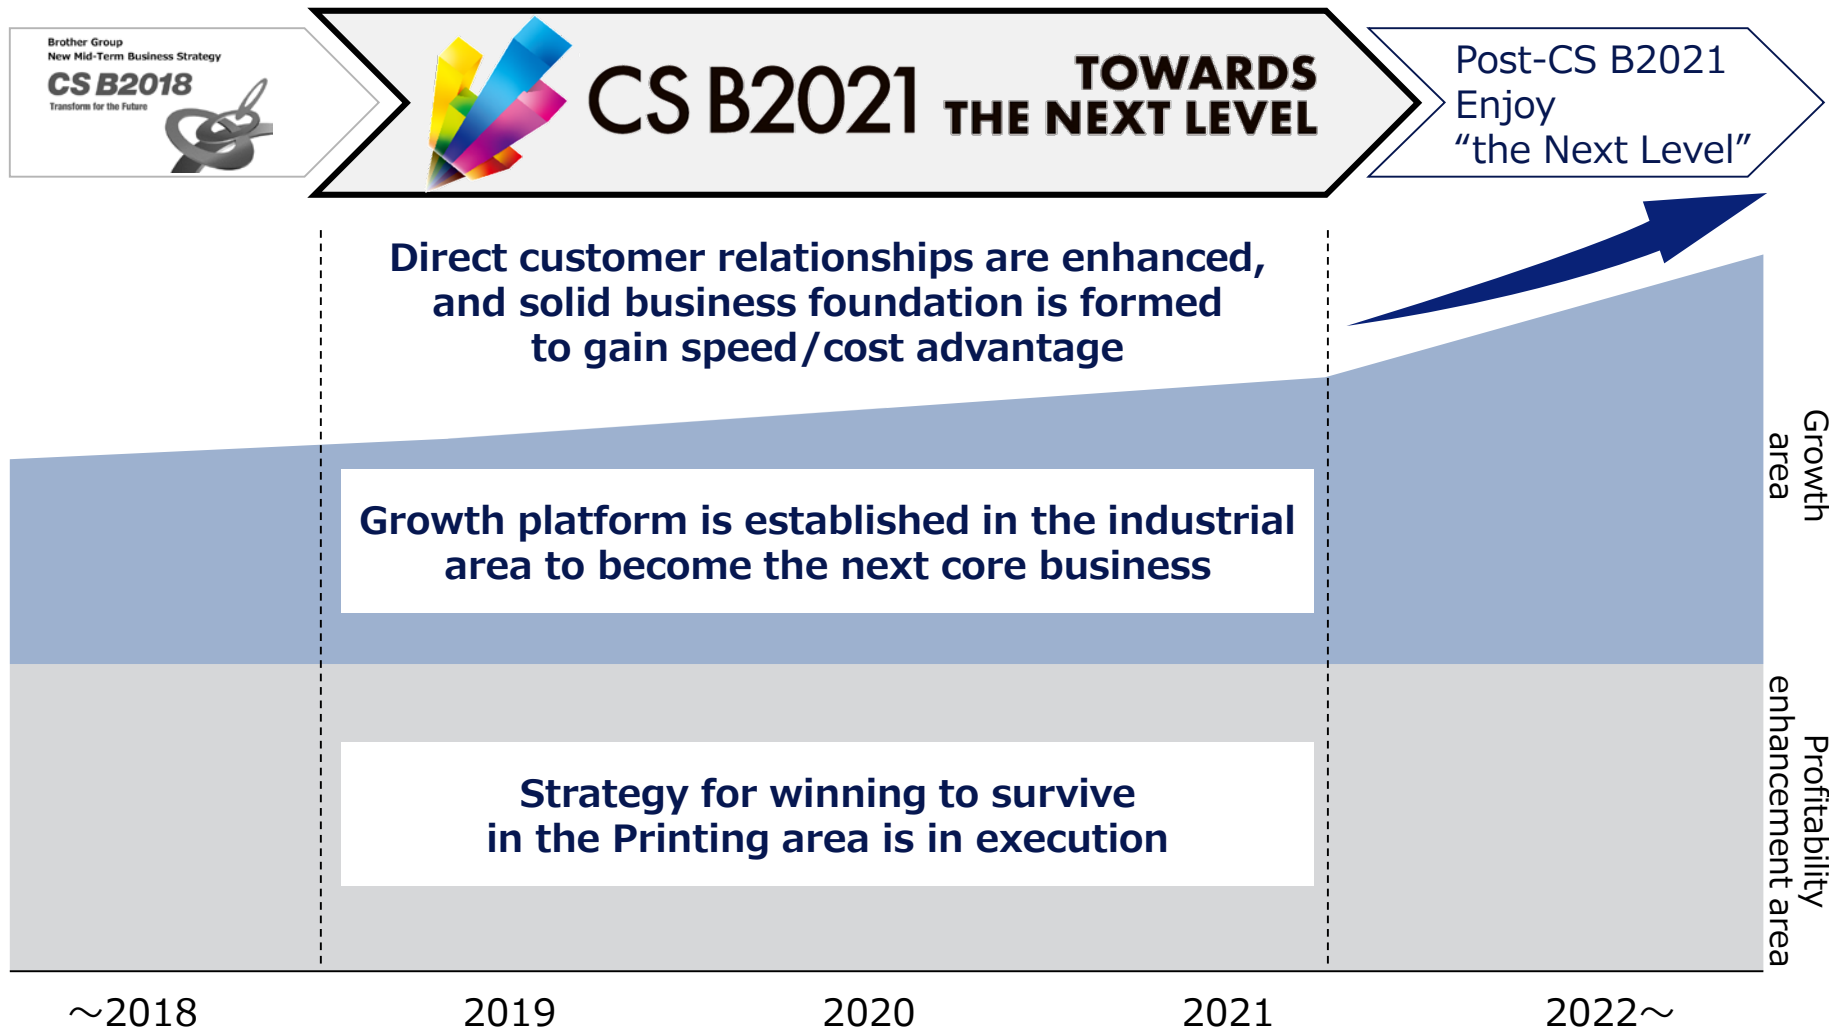 Brother Group
New Mid-Term Business Strategy
CS B2018
Transform for the Future
CS B2021
TOWARDS
THE NEXT LEVEL
Post-CS B2021
Enjoy
“the Next Level”
Direct customer relationships are enhanced,
and solid business foundation is formed
to gain speed/cost advantage
Growth platform is established in the industrial
area to become the next core business
Growth
area
Strategy for winning to survive
in the Printing area is in execution
Profitability
enhancement area
～2018
2019
2020
2021
2022～